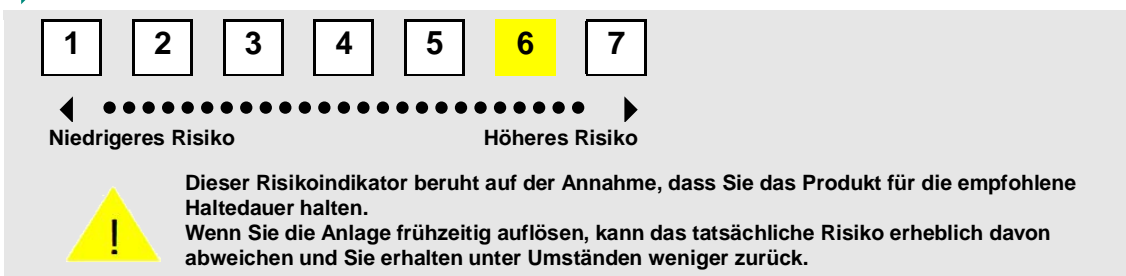 1 2 3 4 5 6 7
Niedrigeres Risiko Höheres Risiko
Dieser Risikoindikator beruht auf der Annahme, dass Sie das Produkt für die empfohlene
Haltedauer halten.
! Wenn Sie die Anlage frühzeitig auflösen, kann das tatsächliche Risiko erheblich davon
abweichen und Sie erhalten unter Umständen weniger zurück.